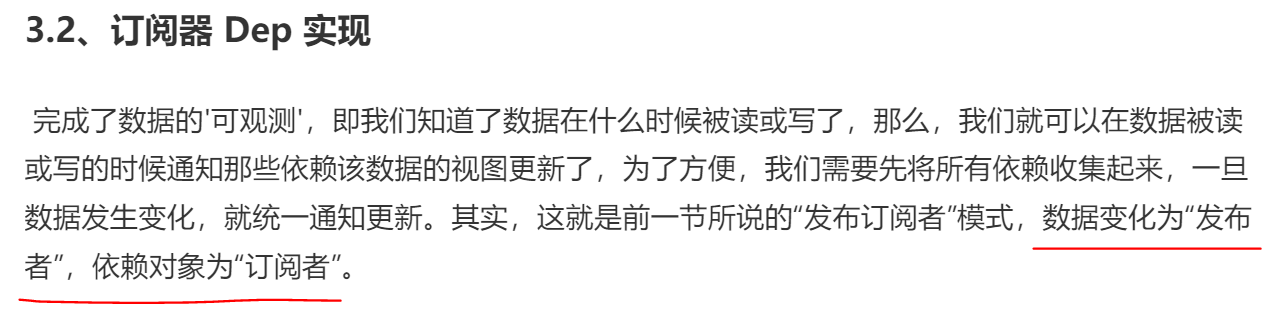 3.2、订阅器 Dep 实现
完成了数据的'可观测'，即我们知道了数据在什么时候被读或写了，那么，我们就可以在数据被读
或写的时候通知那些依赖该数据的视图更新了，为了方便，我们需要先将所有依赖收集起来，一旦
数据发生变化，就统一通知更新。其实，这就是前一节所说的“发布订阅者”模式，数据变化为“发布
者”，依赖对象为“订阅者”。